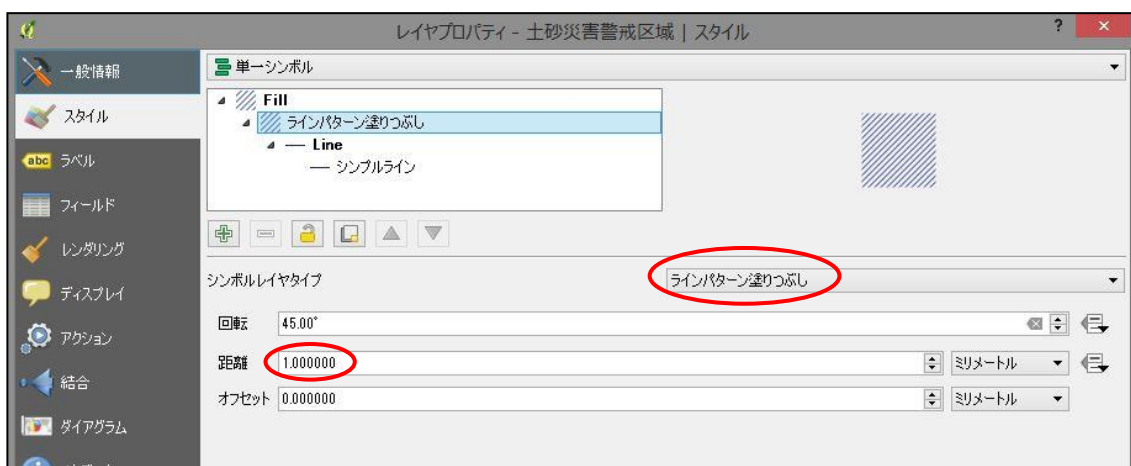 レイヤプロパティ - 土砂災害警戒区域 | スタイル
?
×
一般情報
スタイル
abc ラベル
フィールド
レンダリング
ディスプレイ
アクション
結合
ダイアグラム
単一シンボル
Fill
ラインパターン塗りつぶし
Line
シンプルライン
シンボルレイヤタイプ ラインパターン塗りつぶし
回転 45.00°
距離 1.000000 ミリメートル
オフセット 0.000000 ミリメートル